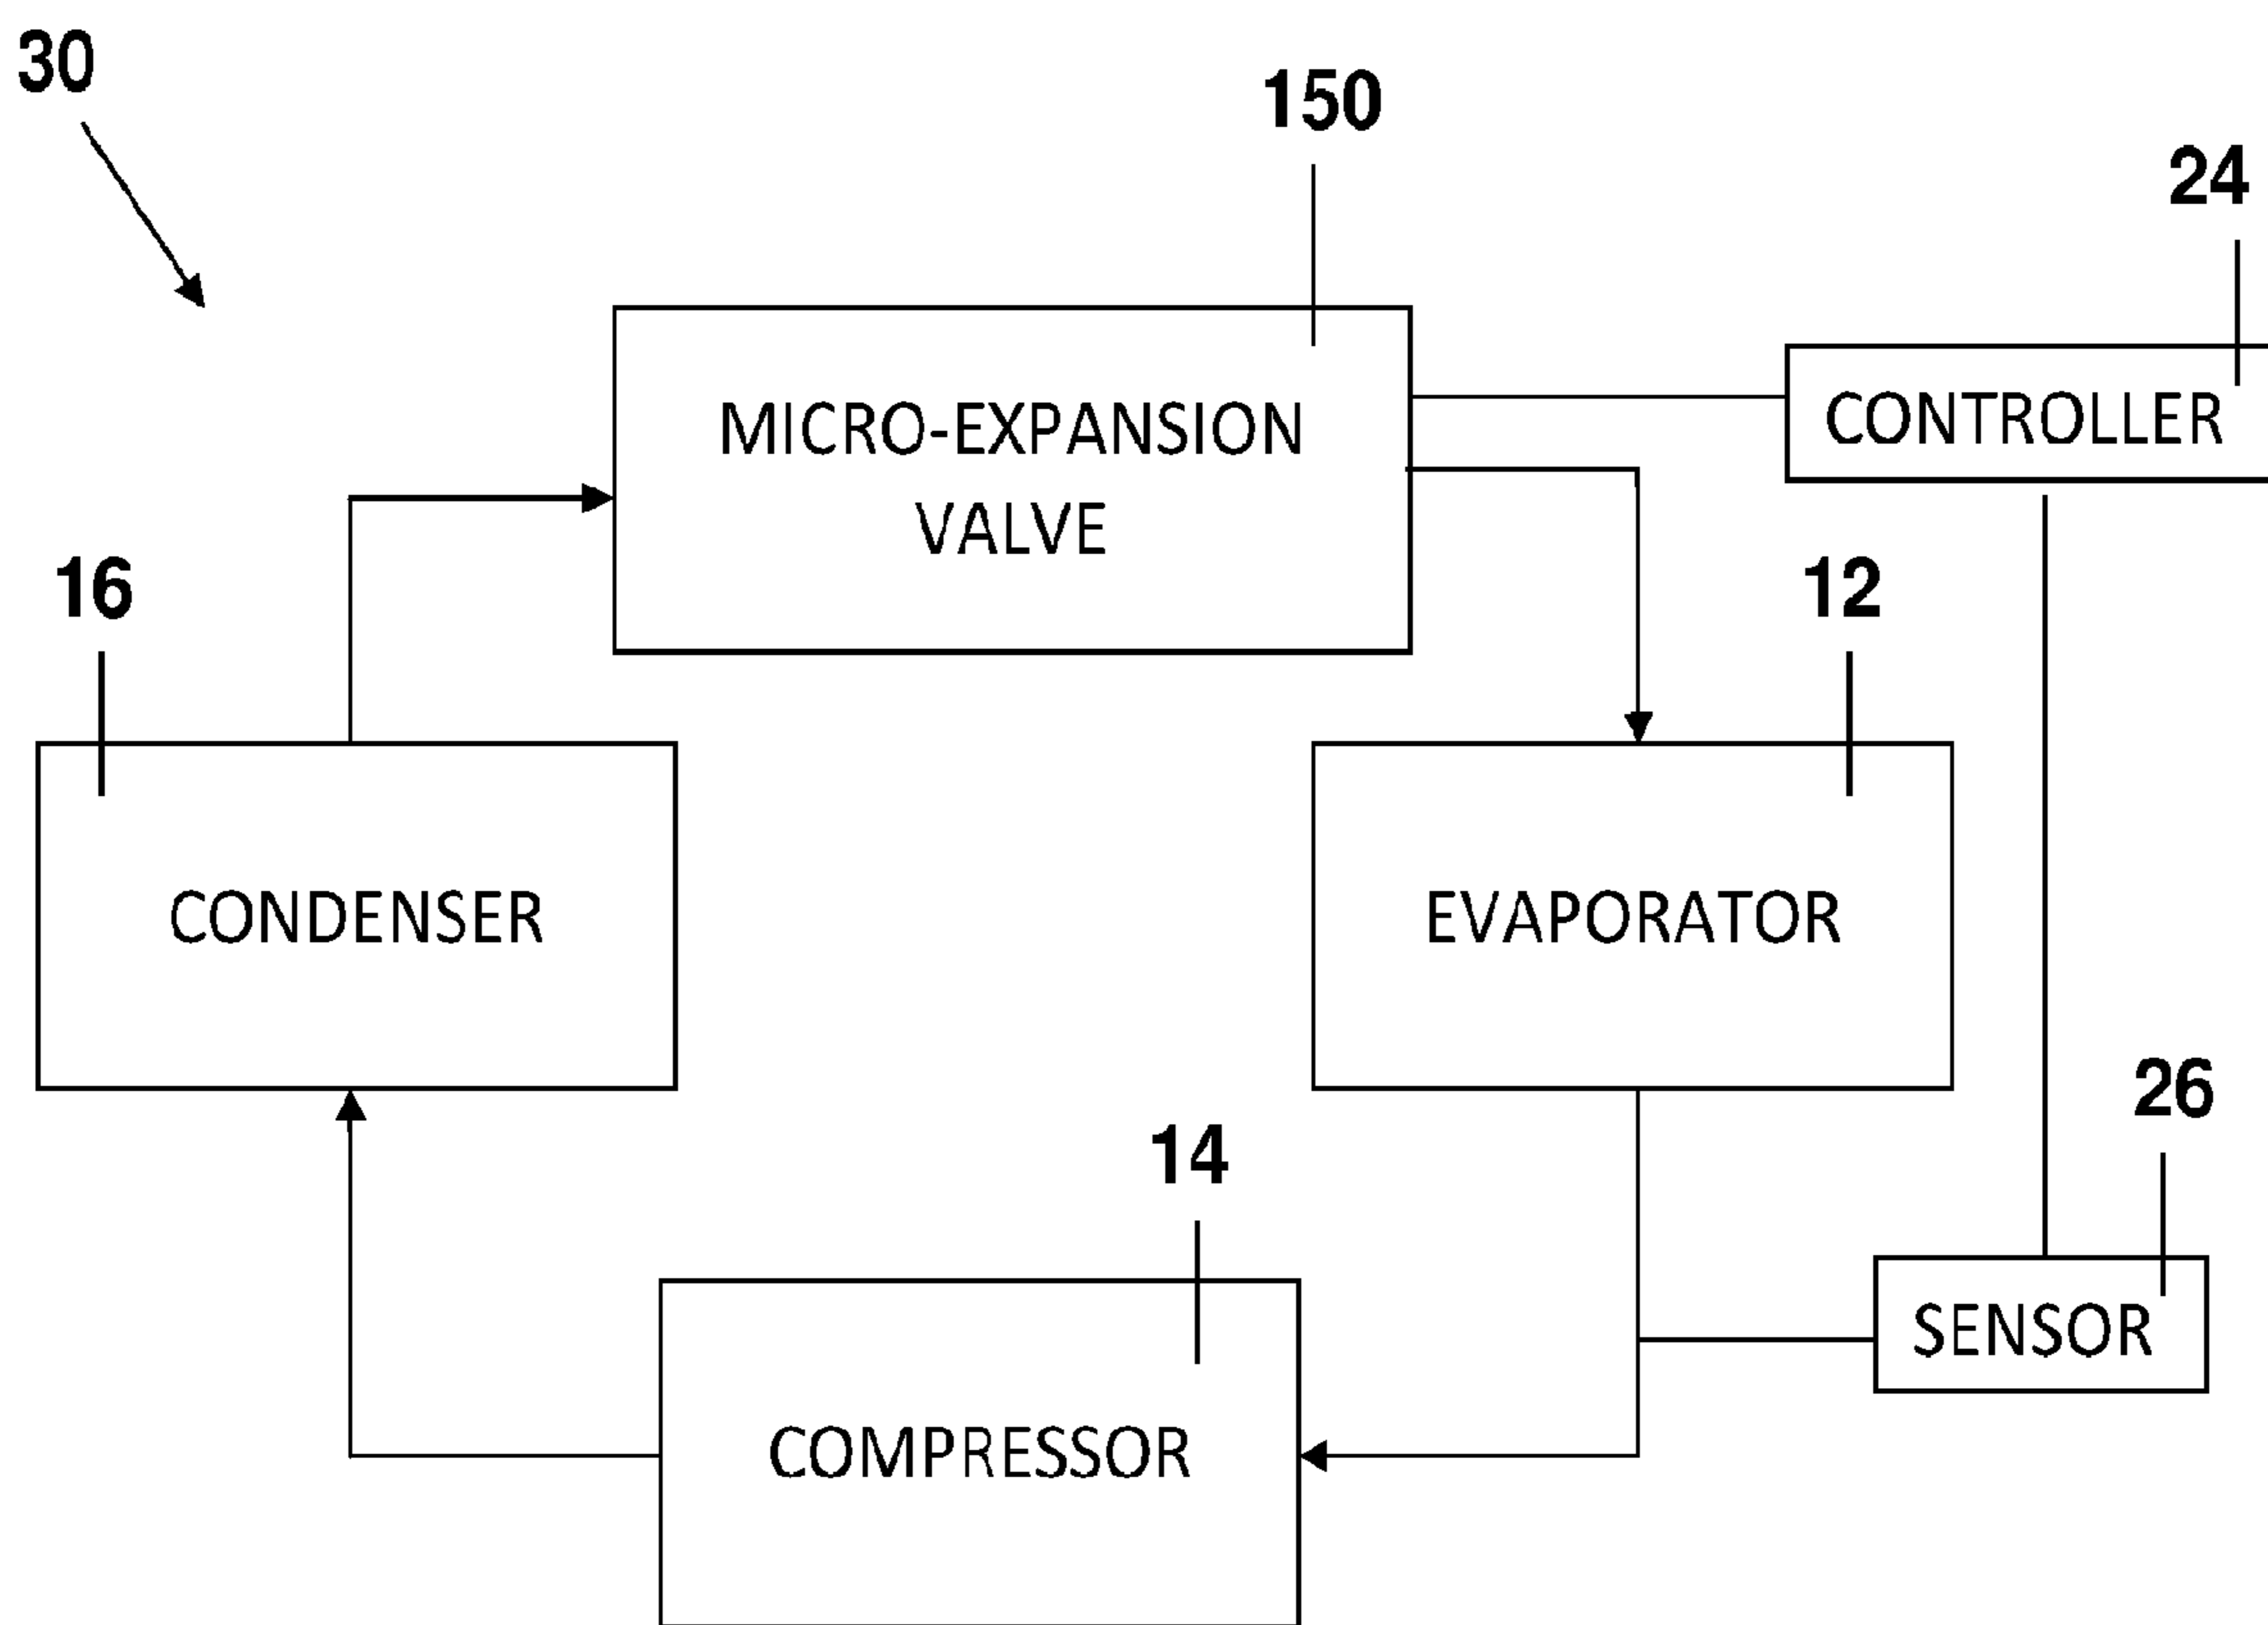 30
150
24
MICRO-EXPANSION
VALVE
CONTROLLER
16
12
CONDENSER
EVAPORATOR
14
26
SENSOR
COMPRESSOR